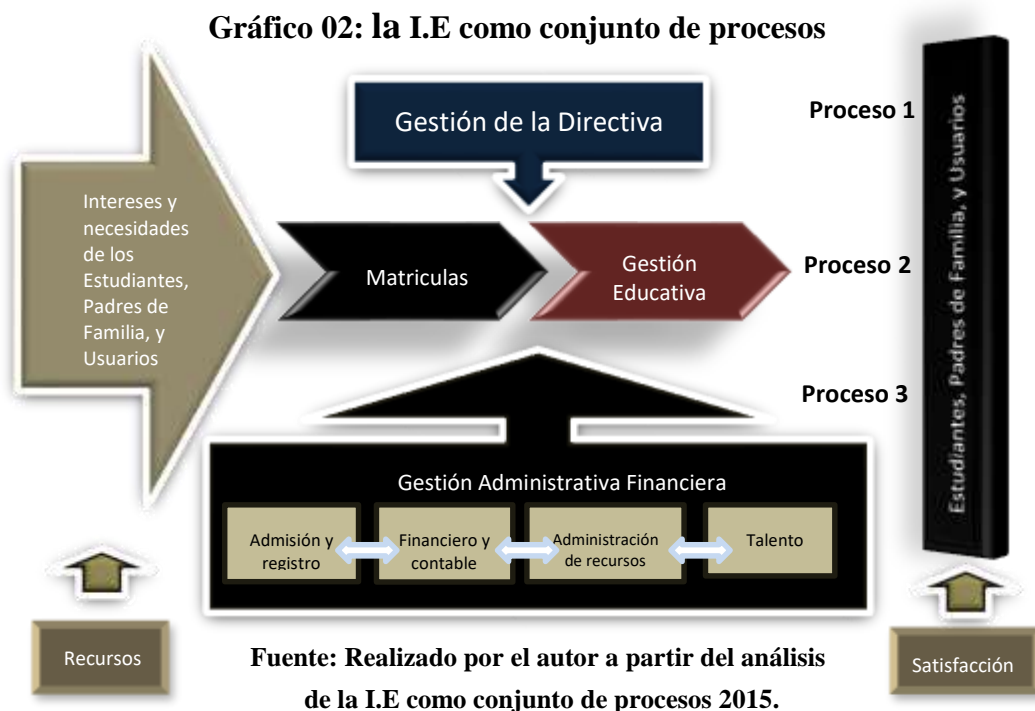 Gráfico 02: la I.E como conjunto de procesos
Gestión de la Directiva
Proceso 1
Intereses y
necesidades
de los
Estudiantes,
Padres de
Familia, y
Usuarios
Matriculas
Gestión
Educativa
Proceso 2
Proceso 3
Estudiantes, Padres de Familia, y Usuarios
Gestión Administrativa Financiera
Admisión y
registro
Financiero y
contable
Administración
de recursos
Talento
Recursos
Satisfacción
Fuente: Realizado por el autor a partir del análisis
de la I.E como conjunto de procesos 2015.